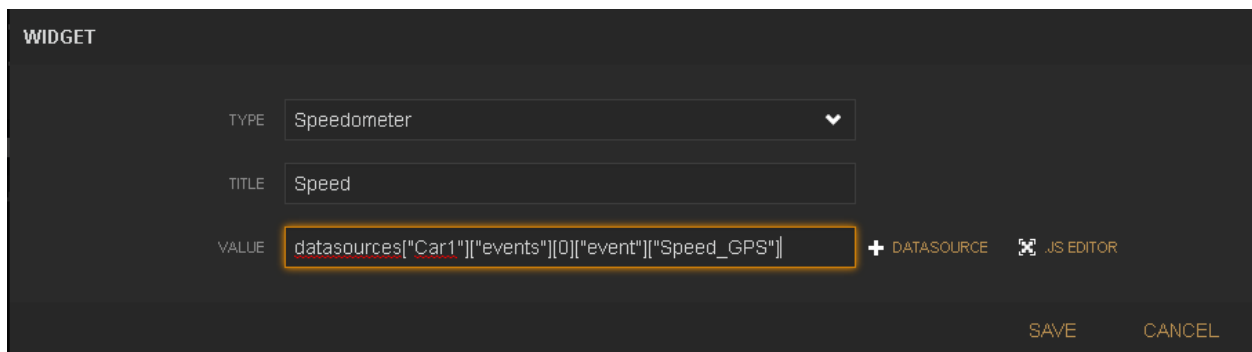 WIDGET
TYPE Speedometer
TITLE Speed
VALUE datasources["Car1"]["events"][0]["event"]["Speed_GPS"] DATASOURCE .JS EDITOR
SAVE CANCEL